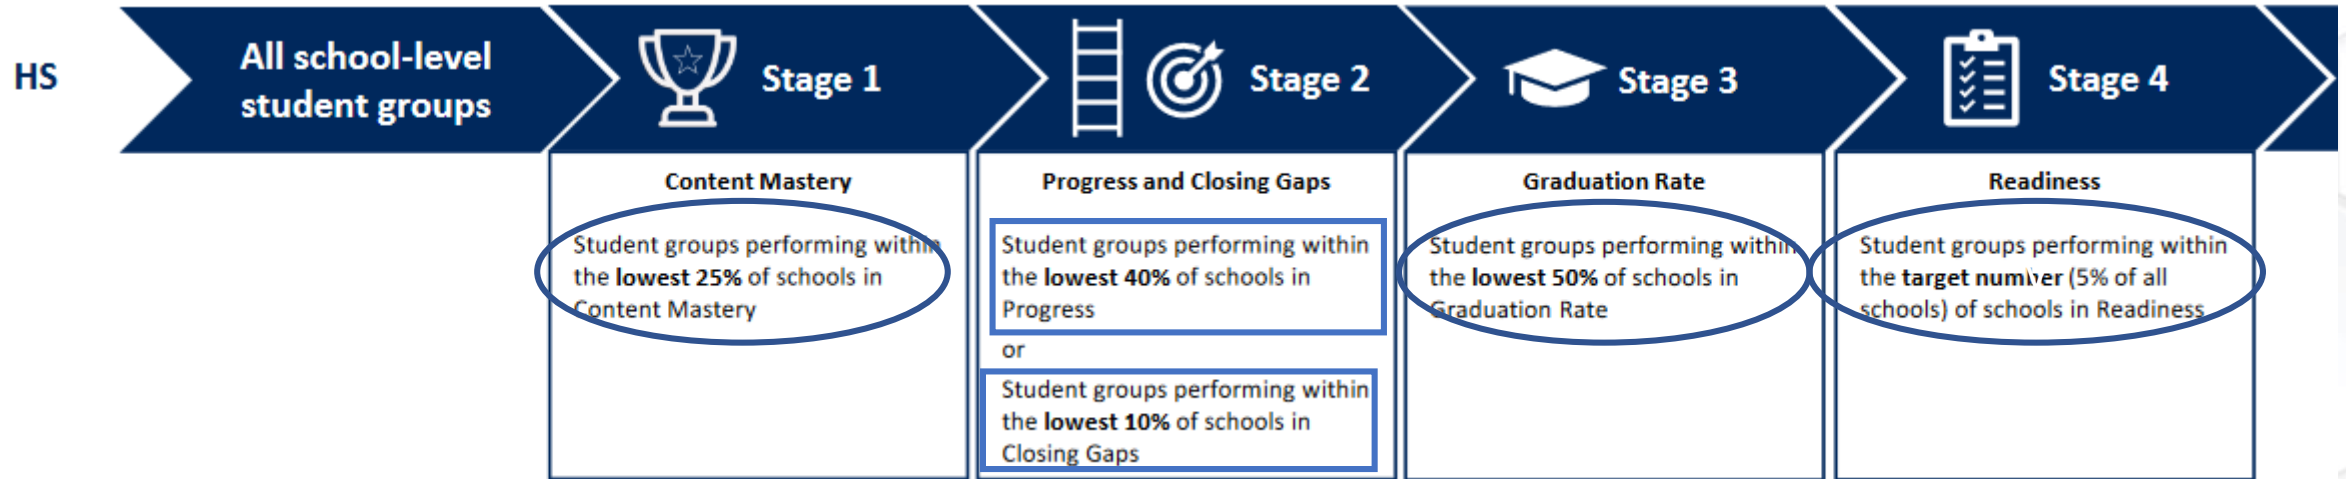 HS
All school-level
student groups
Stage 1
Stage 2
Stage 3
Stage 4
Content Mastery
Student groups performing within
the lowest 25% of schools in
Content Mastery
Progress and Closing Gaps
Student groups performing within
the lowest 40% of schools in
Progress
or
Student groups performing within
the lowest 10% of schools in
Closing Gaps
Graduation Rate
Student groups performing within
the lowest 50% of schools in
Graduation Rate
Readiness
Student groups performing within
the target number (5% of all
schools) of schools in Readiness